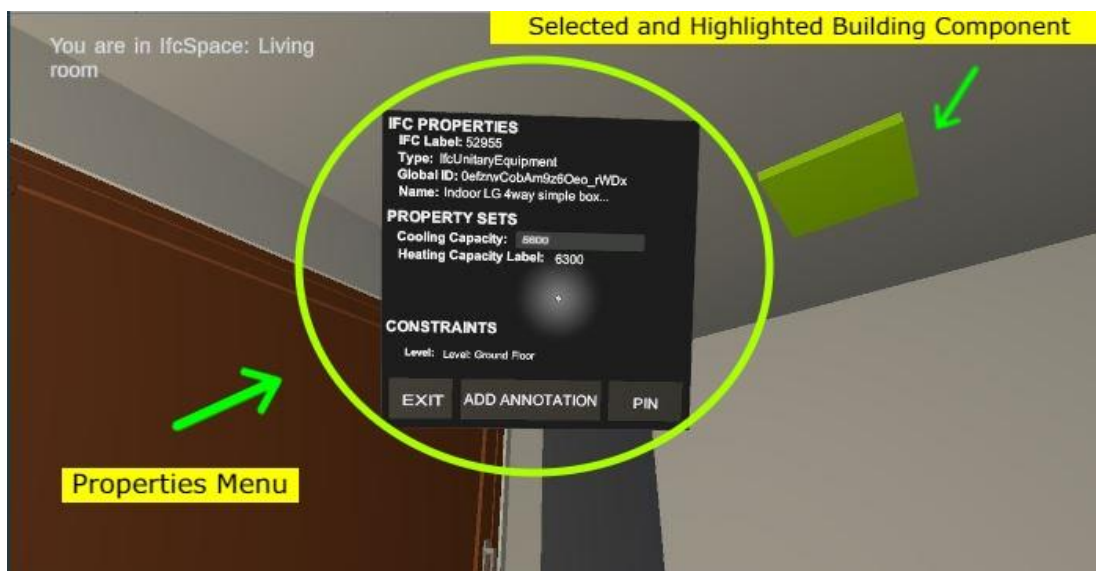 Selected and Highlighted Building Component
You are in IfcSpace: Living
room
IFC PROPERTIES
IFC Label: 52955
Type: IfcUnitaryEquipment
Global ID: 0efzrwCobAm9z6Oeo_rWDx
Name: Indoor LG 4way simple box...
PROPERTY SETS
Cooling Capacity: 5600
Heating Capacity Label: 6300
CONSTRAINTS
Level: Level: Ground Floor
EXIT
ADD ANNOTATION
PIN
Properties Menu